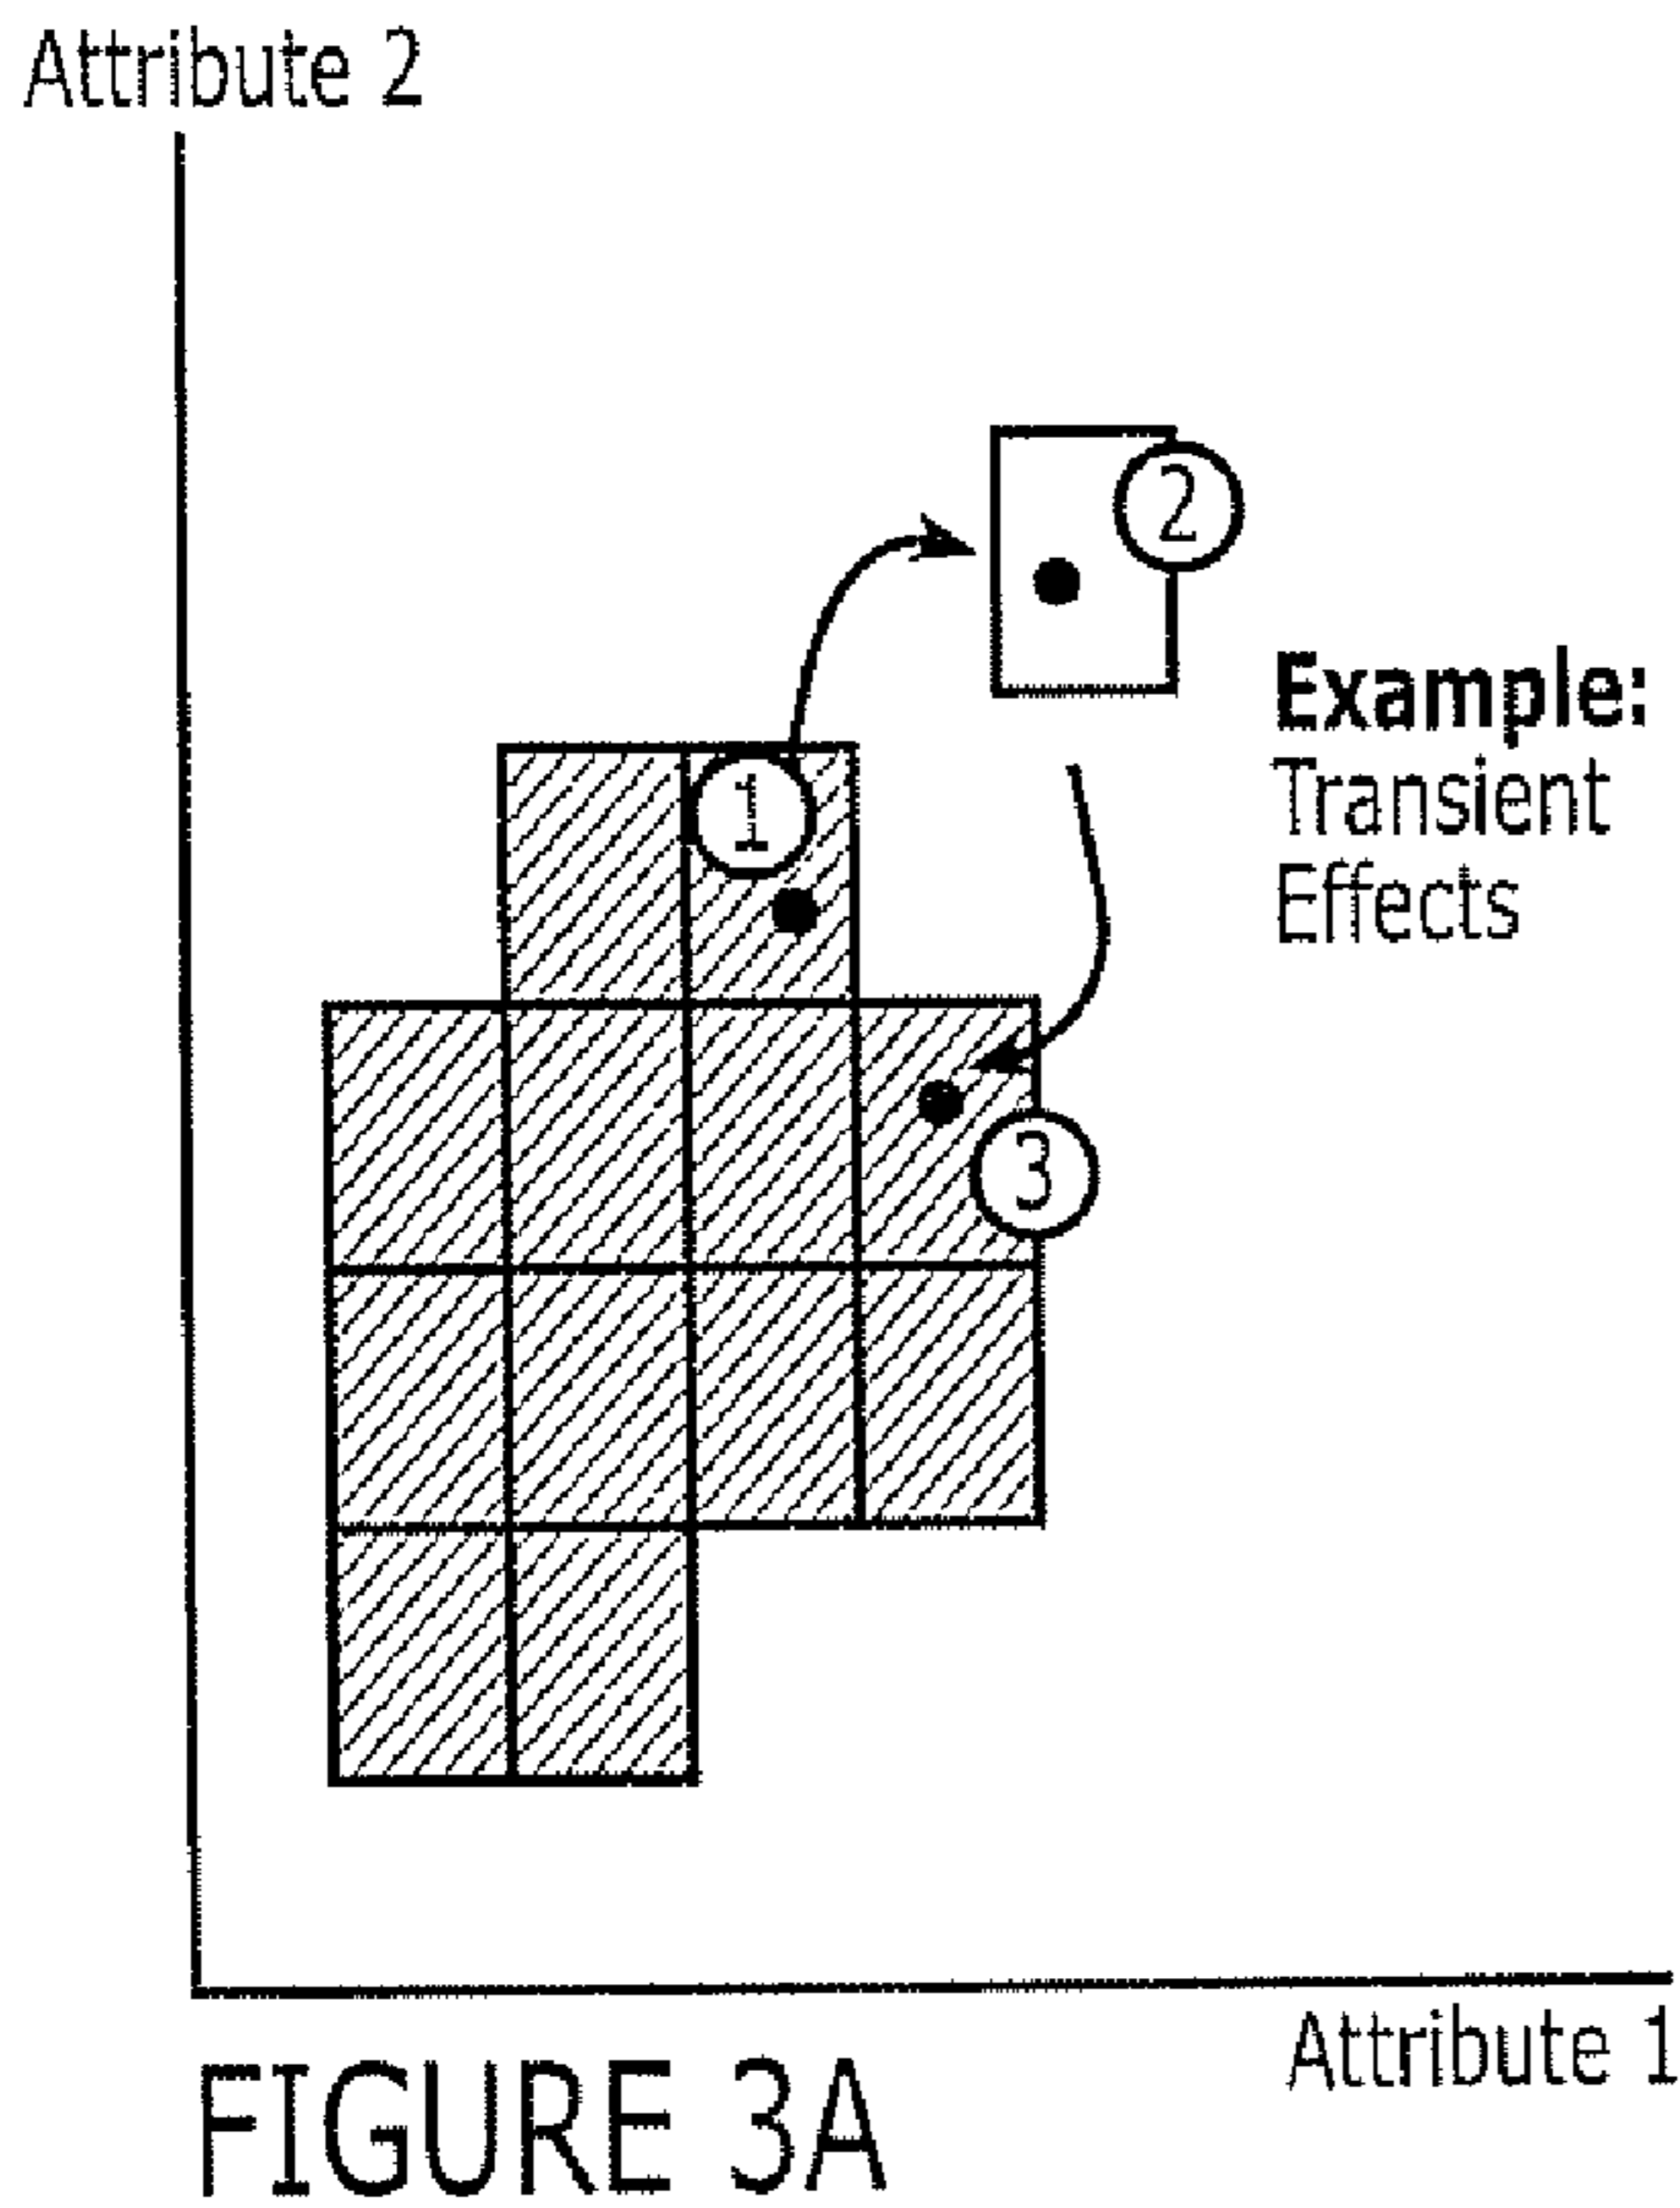 Attribute 2
2
Example:
Transient
Effects
1
3
Attribute 1
FIGURE 3A